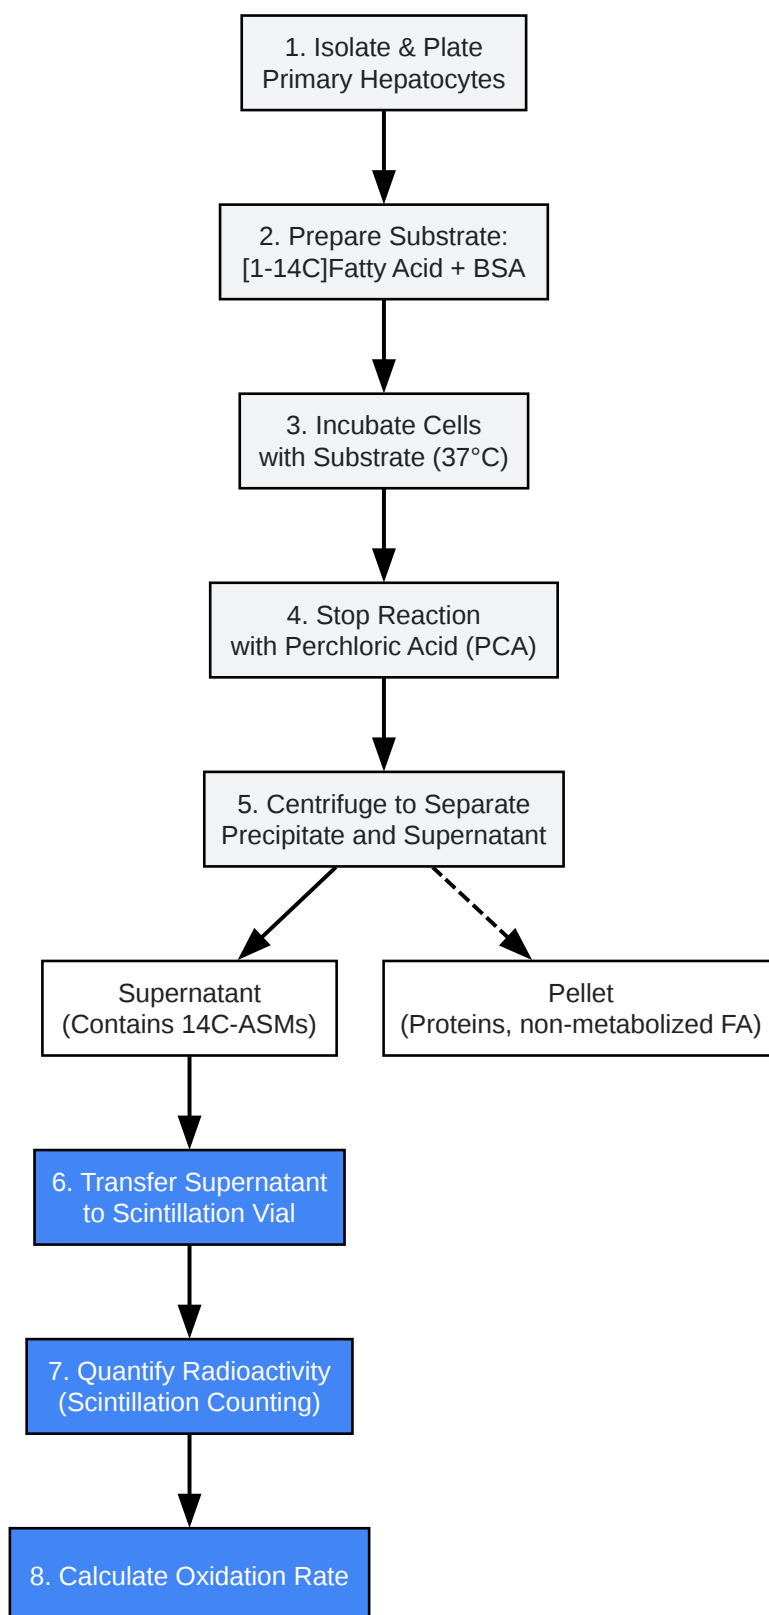 1. Isolate & Plate
Primary Hepatocytes
2. Prepare Substrate:
[1-14C]Fatty Acid + BSA
3. Incubate Cells
with Substrate (37°C)
4. Stop Reaction
with Perchloric Acid (PCA)
5. Centrifuge to Separate
Precipitate and Supernatant
Supernatant
(Contains 14C-ASMs)
Pellet
(Proteins, non-metabolized FA)
6. Transfer Supernatant
to Scintillation Vial
7. Quantify Radioactivity
(Scintillation Counting)
8. Calculate Oxidation Rate